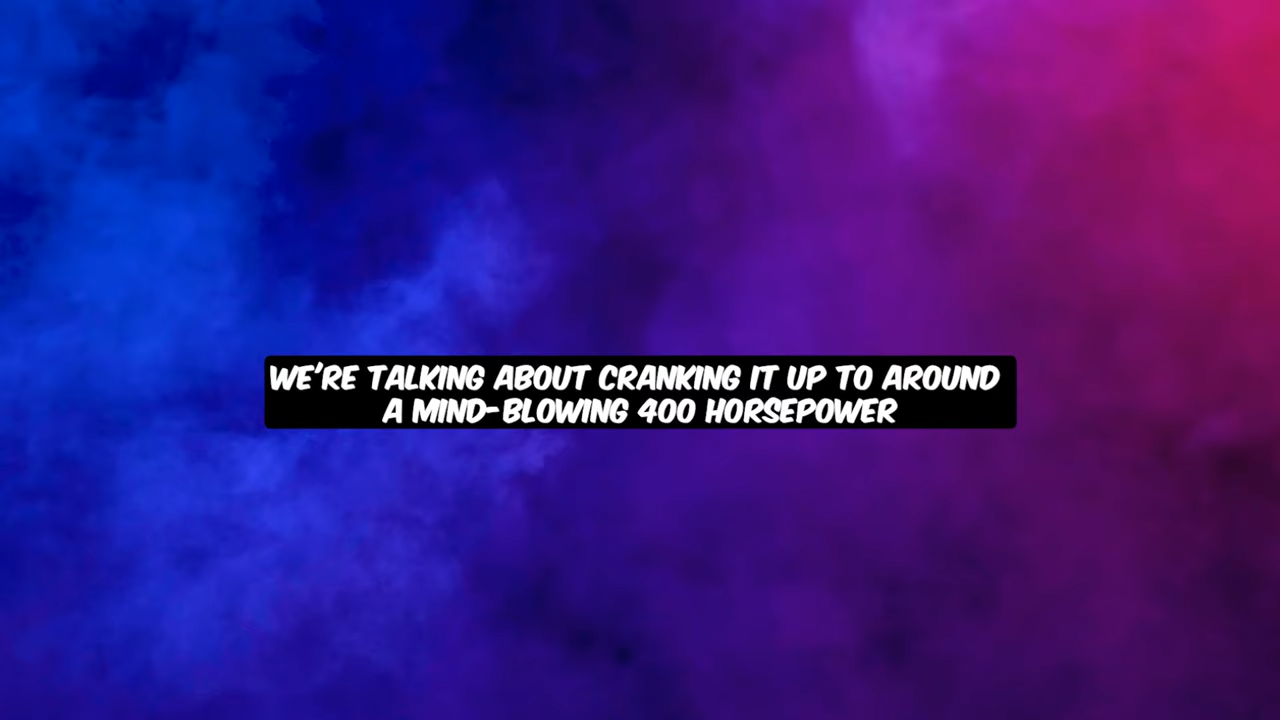 WE'RE TALKING ABOUT CRANKING IT UP TO AROUND
A MIND-BLOWING 400 HORSEPOWER